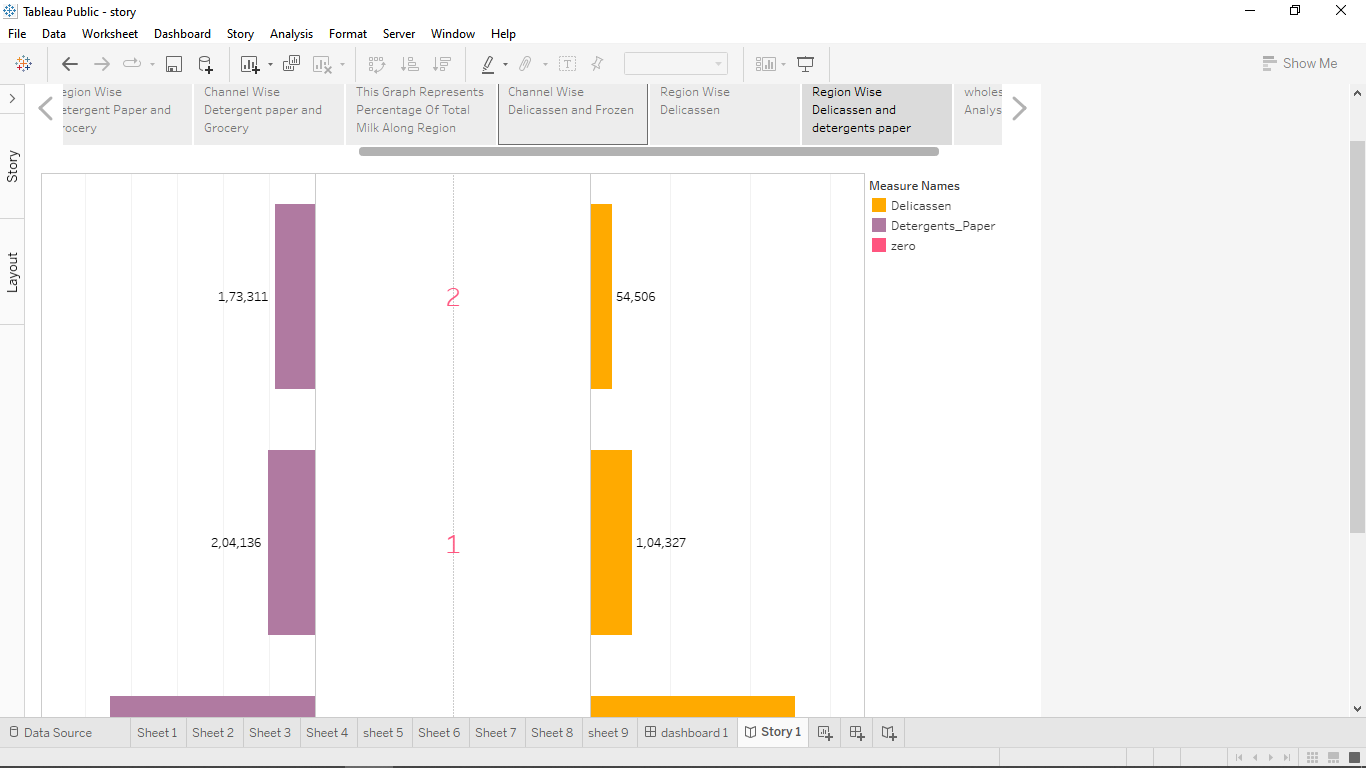 Tableau Public - story
File Data Worksheet Dashboard Story Analysis Format Server Window Help
Show Me
Story
Layout
egion Wise
etergent Paper and
rocery
Channel Wise
Detergent paper and
Grocery
This Graph Represents
Percentage Of Total
Milk Along Region
Channel Wise
Delicassen and Frozen
Region Wise
Delicassen
Region Wise
Delicassen and
detergents paper
wholes
Analys
1,73,311 2 54,506
2,04,136 1 1,04,327
Measure Names
Delicassen
Detergents_Paper
zero
Data Source Sheet 1 Sheet 2 Sheet 3 Sheet 4 sheet 5 Sheet 6 Sheet 7 Sheet 8 sheet 9 dashboard 1 Story 1